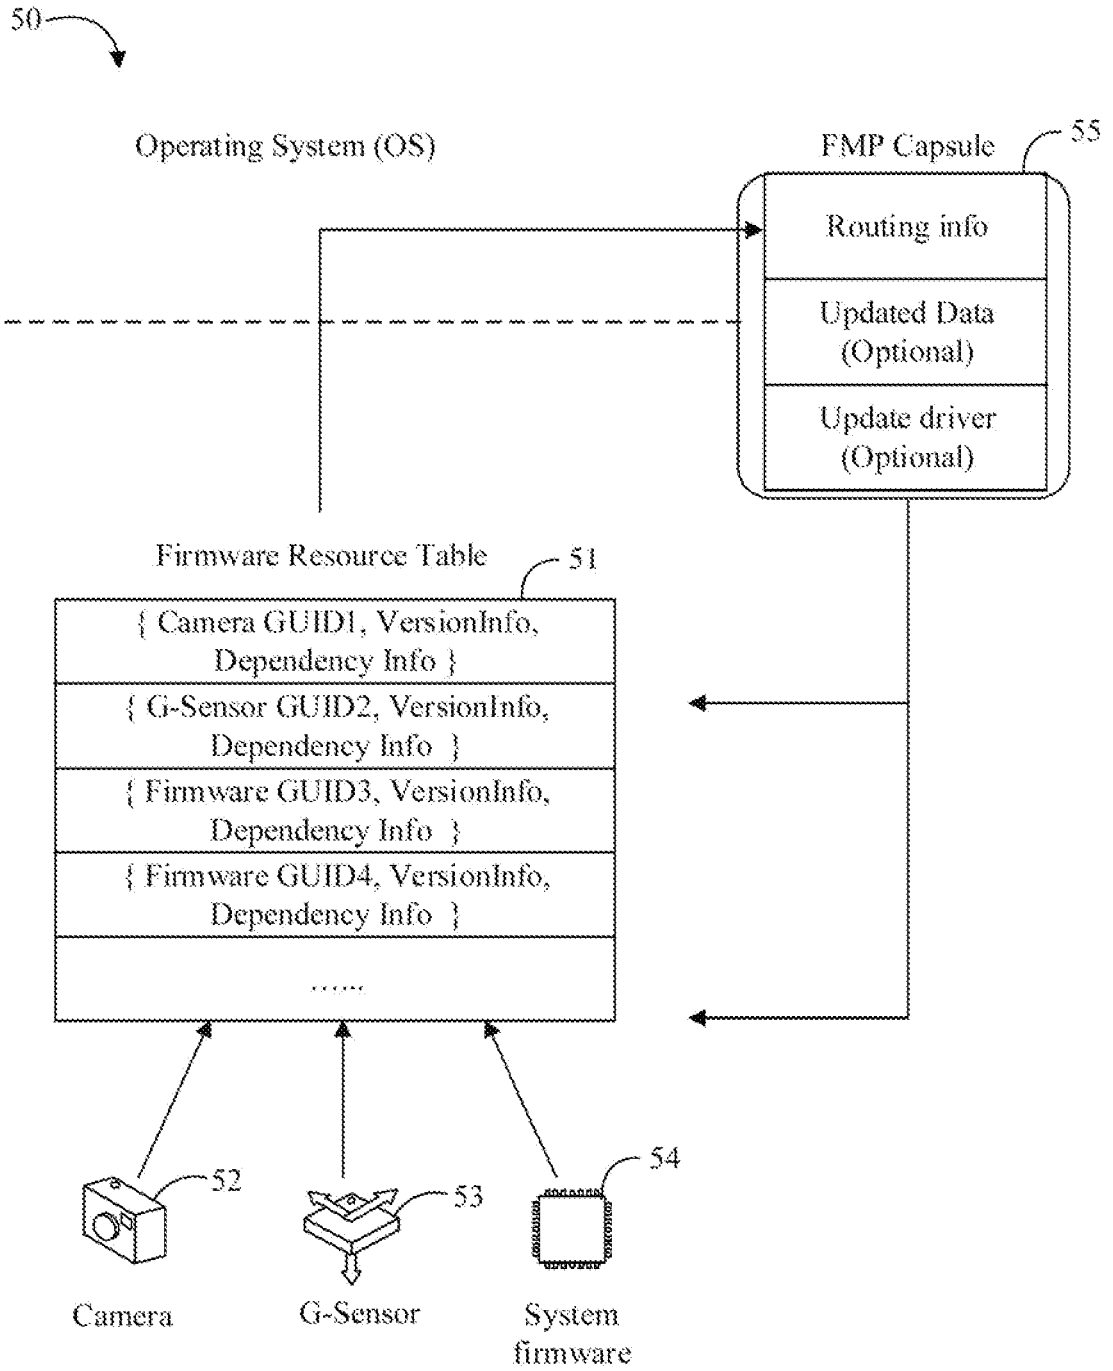 50
Operating System (OS)
FMP Capsule
55
Routing info
Updated Data
(Optional)
Update driver
(Optional)
Firmware Resource Table
51
{ Camera GUID1, VersionInfo,
Dependency Info }
{ G-Sensor GUID2, VersionInfo,
Dependency Info }
{ Firmware GUID3, VersionInfo,
Dependency Info }
{ Firmware GUID4, VersionInfo,
Dependency Info }
......
52
53
54
Camera
G-Sensor
System
firmware